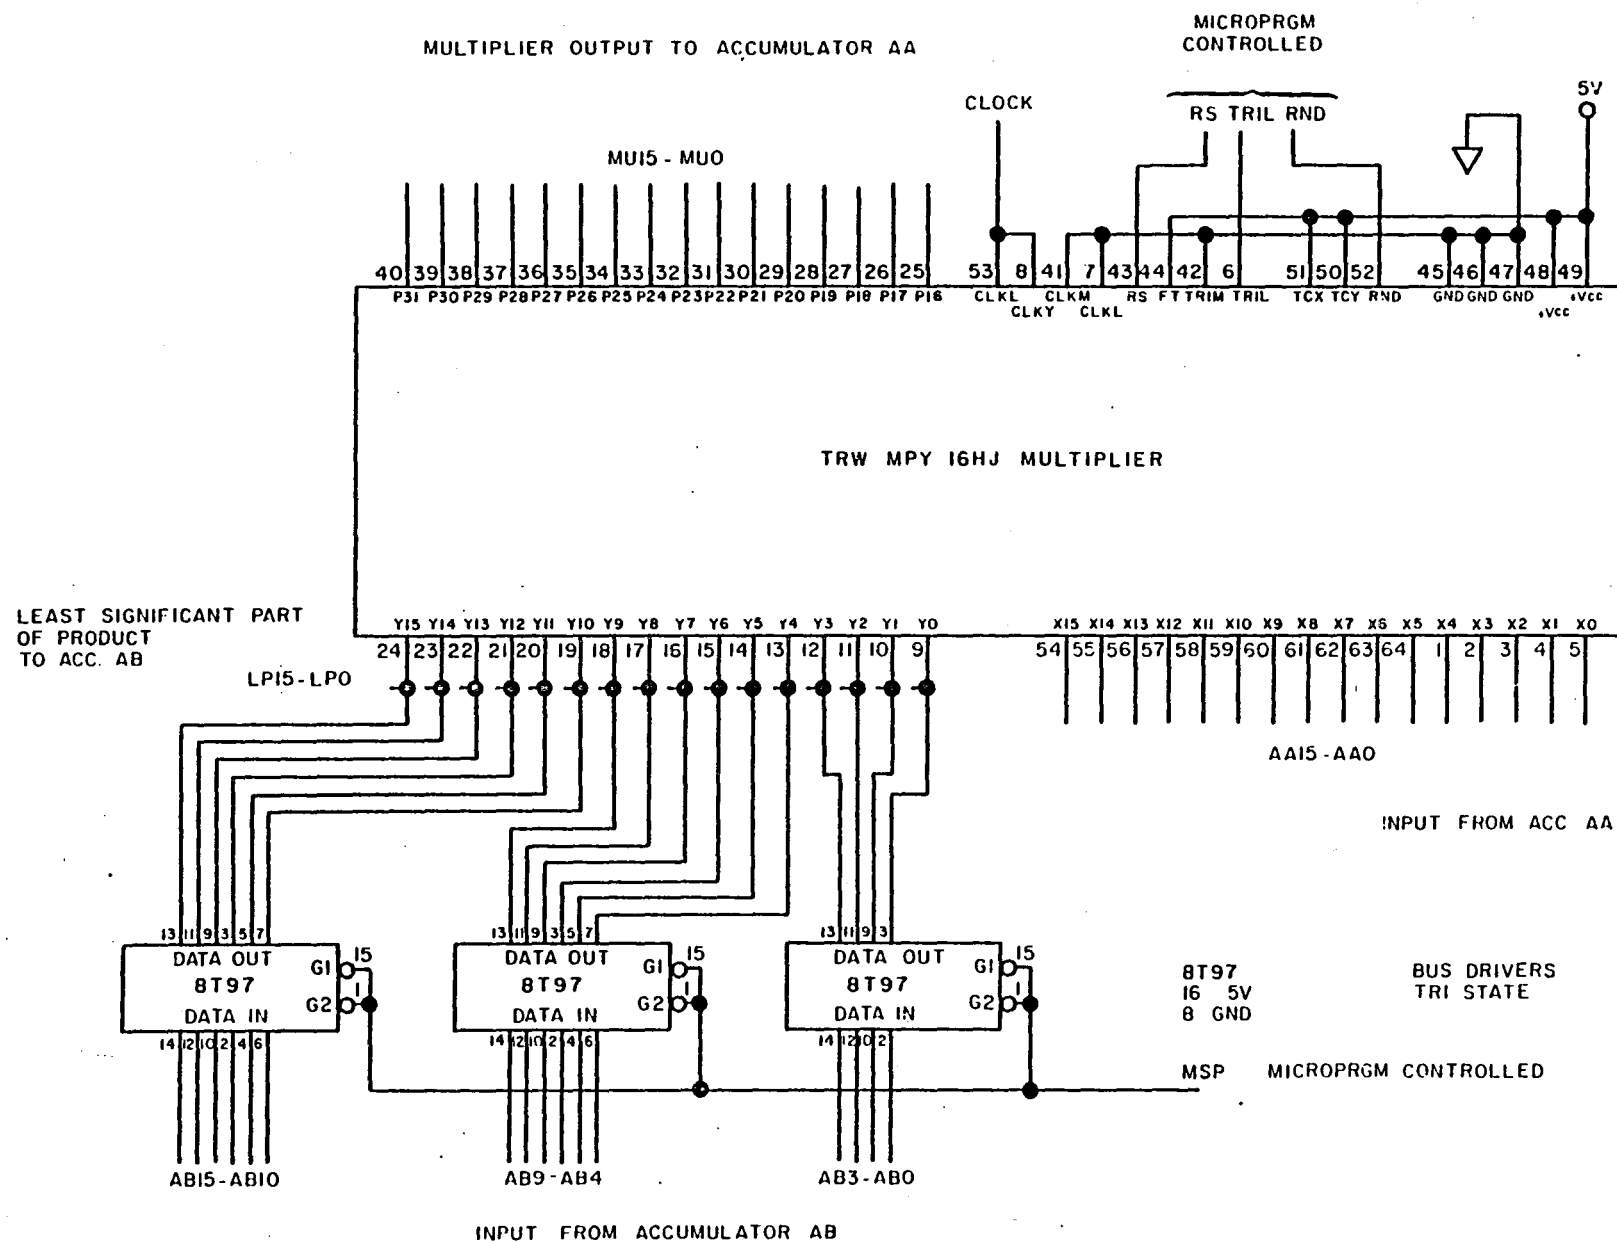 MICROPRGM
CONTROLLED
MULTIPLIER OUTPUT TO ACCUMULATOR AA
5V
CLOCK
RS TRIL RND
MU15 - MU0
40 39 38 37 36 35 34 33 32 31 30 29 28 27 26 25 53 8 41 7 43 44 42 6 51 50 52 45 46 47 48 49
P31 P30 P29 P28 P27 P26 P25 P24 P23 P22 P21 P20 P19 P18 P17 P16 CLKL CLKM RS FT TRIM TRIL TCX TCY RND GND GND GND +VCC
CLKY CLKL +VCC
TRW MPY 16HJ MULTIPLIER
LEAST SIGNIFICANT PART
OF PRODUCT
TO ACC. AB
Y15 Y14 Y13 Y12 Y11 Y10 Y9 Y8 Y7 Y6 Y5 Y4 Y3 Y2 Y1 Y0 X15 X14 X13 X12 X11 X10 X9 X8 X7 X6 X5 X4 X3 X2 X1 X0
24 23 22 21 20 19 18 17 16 15 14 13 12 11 10 9 54 55 56 57 58 59 60 61 62 63 64 1 2 3 4 5
LP15-LP0
AA15-AA0
INPUT FROM ACC AA
13 11 9 3 5 7 13 11 9 3 5 7 13 11 9 3
DATA OUT G1 15 DATA OUT G1 15 DATA OUT G1 15
8T97 8T97 8T97
DATA IN G2 1 DATA IN G2 1 DATA IN G2 1
14 12 10 2 4 6 14 12 10 2 4 6 14 12 10 2
8T97 BUS DRIVERS
16 5V TRI STATE
8 GND
MSP MICROPRGM CONTROLLED
AB15-AB10 AB9-AB4 AB3-AB0
INPUT FROM ACCUMULATOR AB